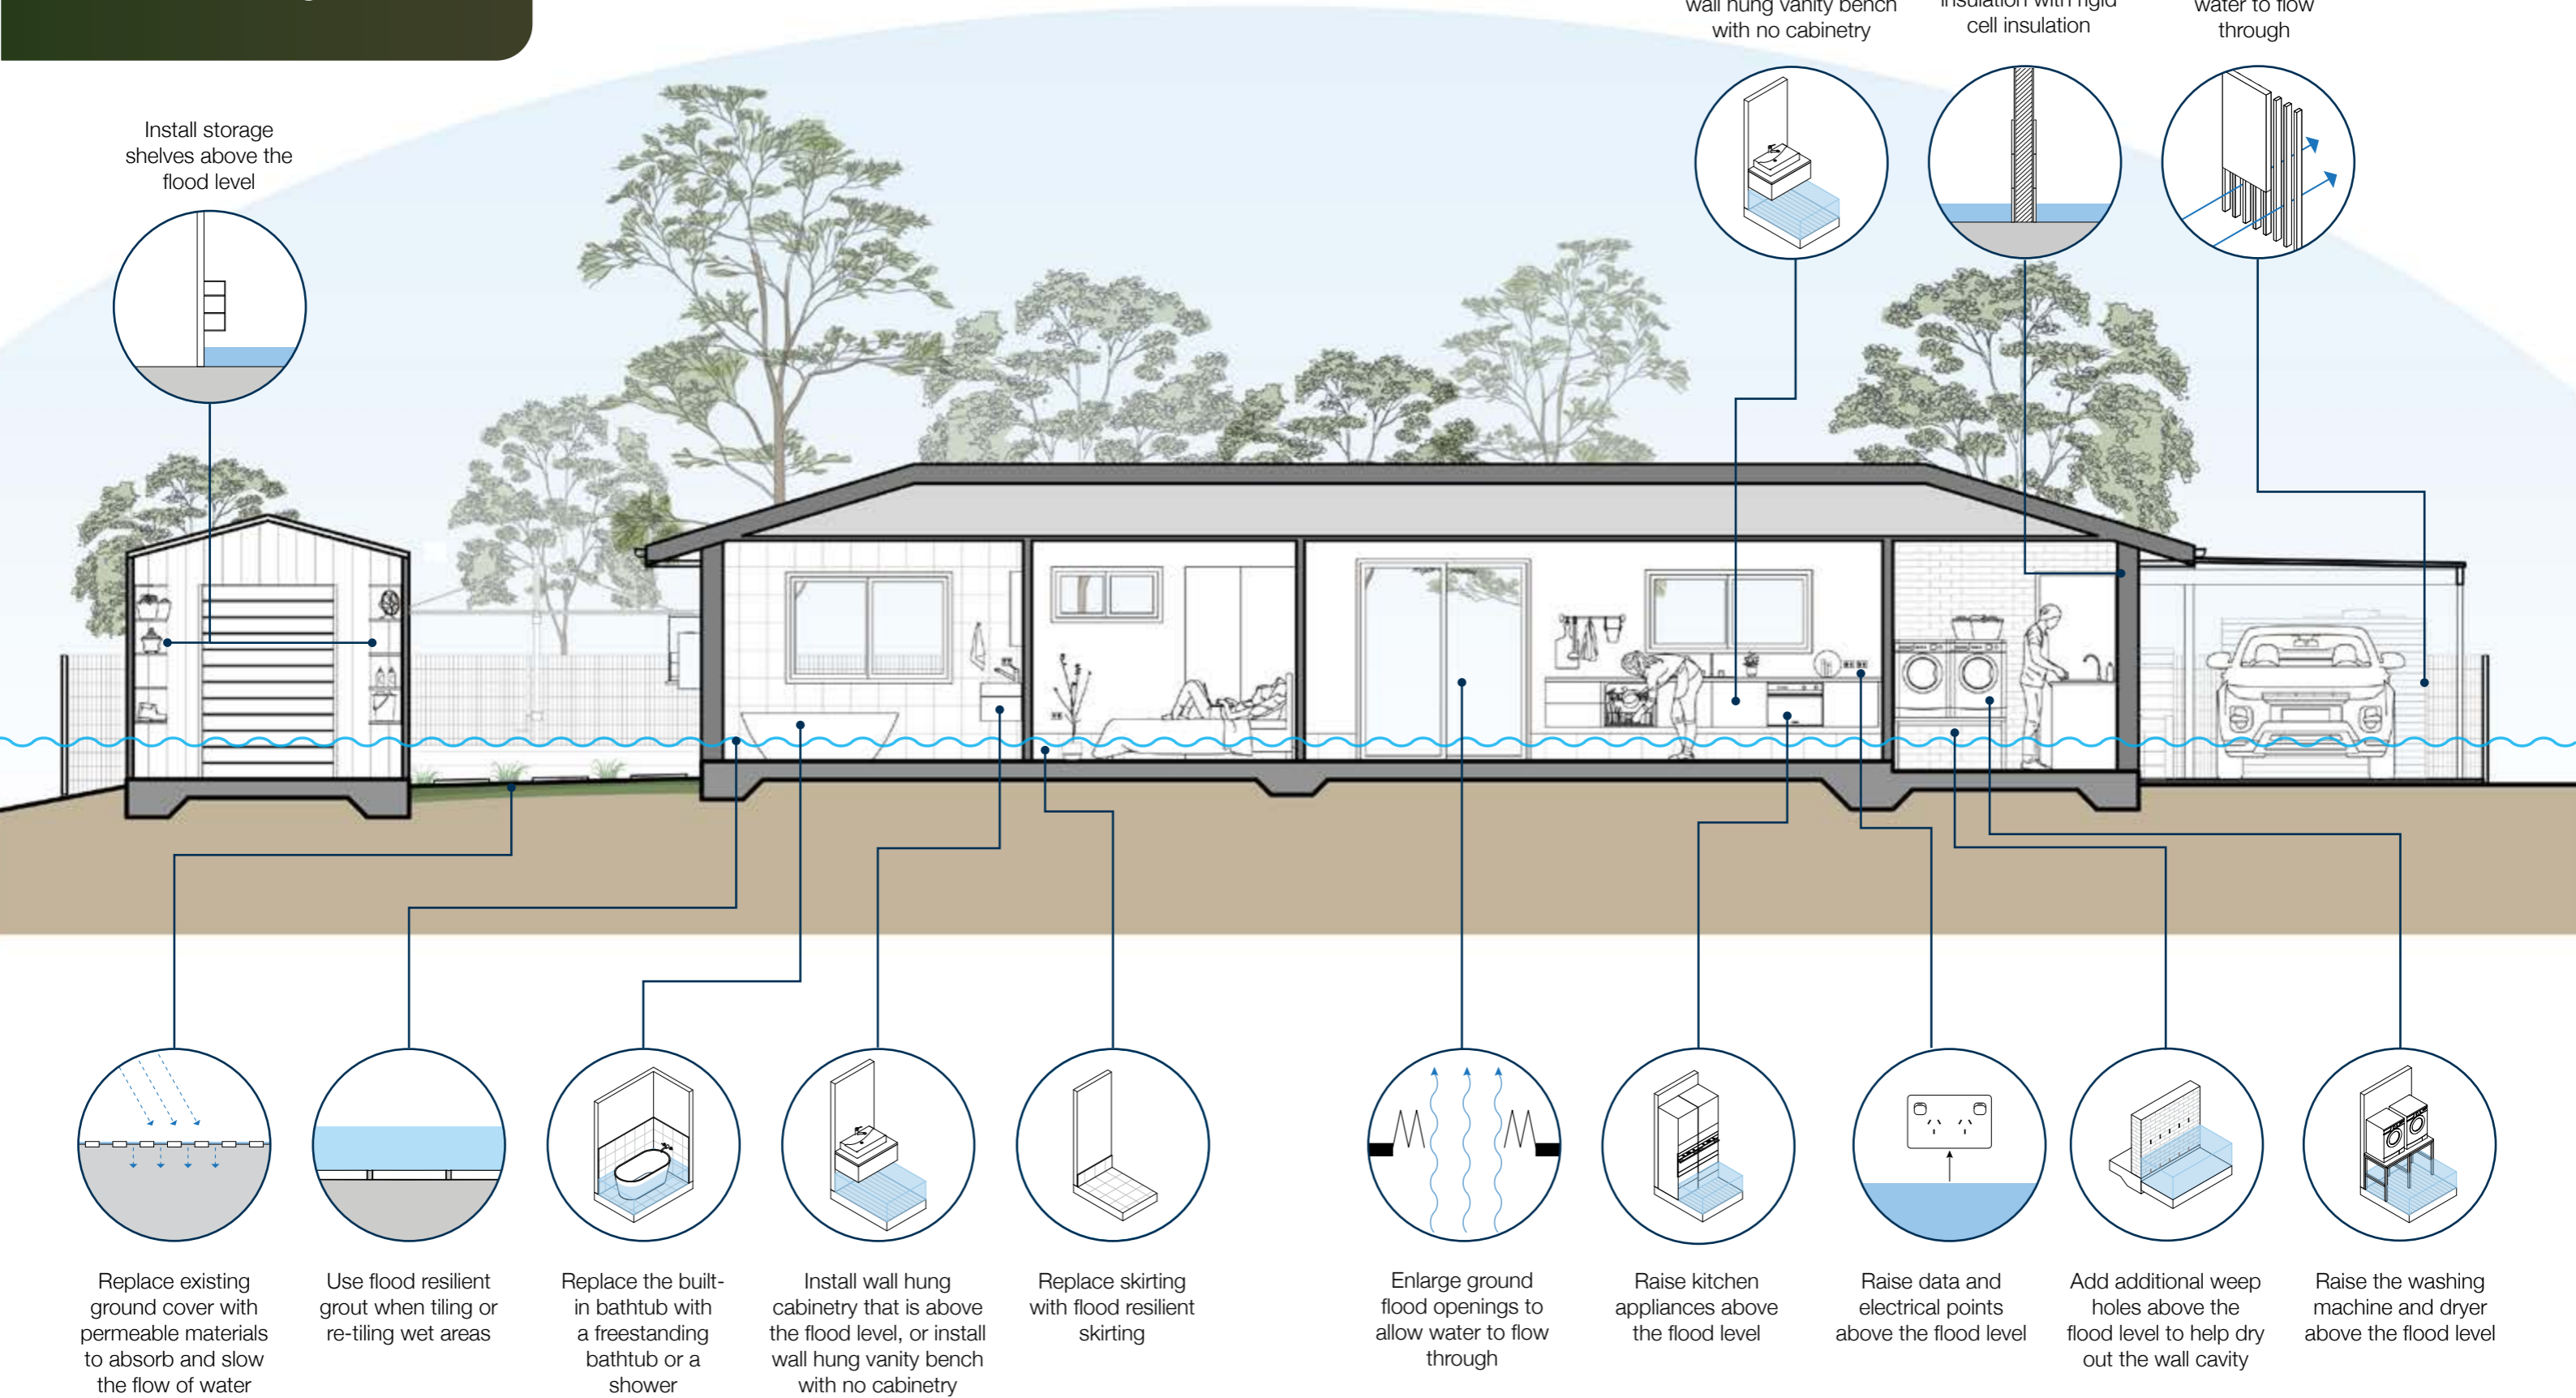 wall hung vanity bench
with no cabinetry
insulation with rigid
cell insulation
water to flow
through
Install storage
shelves above the
flood level
Replace existing
ground cover with
permeable materials
to absorb and slow
the flow of water
Use flood resilient
grout when tiling or
re-tiling wet areas
Replace the built-
in bathtub with
a freestanding
bathtub or a
shower
Install wall hung
cabinetry that is above
the flood level, or install
wall hung vanity bench
with no cabinetry
Replace skirting
with flood resilient
skirting
Enlarge ground
flood openings to
allow water to flow
through
Raise kitchen
appliances above
the flood level
Raise data and
electrical points
above the flood level
Add additional weep
holes above the
flood level to help dry
out the wall cavity
Raise the washing
machine and dryer
above the flood level